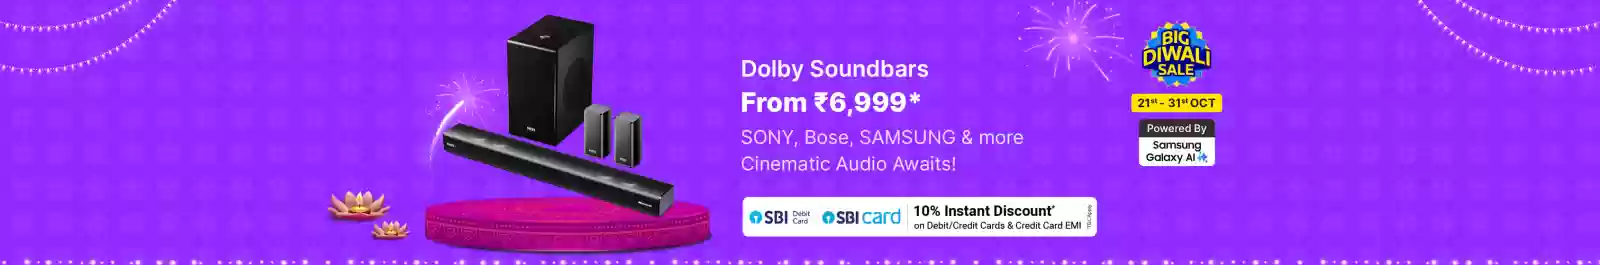 Dolby Soundbars
From ₹6,999*
SONY, Bose, SAMSUNG & more
Cinematic Audio Awaits!
SBI Debit Card
SBI card
10% Instant Discount*
on Debit/Credit Cards & Credit Card EMI
*T&C Apply
BIG
DIWALI
SALE
21st - 31st OCT
Powered By
Samsung
Galaxy AI